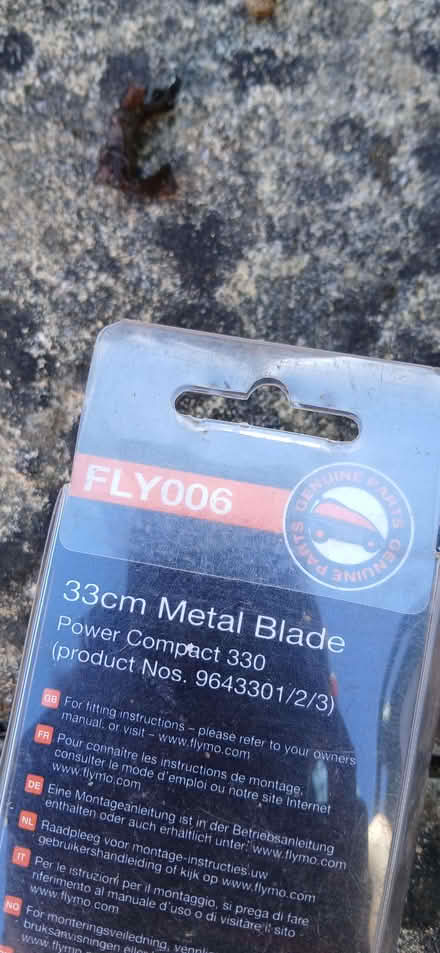 FLY006
GENUINE PARTS GENUINE PARTS
33cm Metal Blade
Power Compact 330
(product Nos. 9643301/2/3)
GB For fitting instructions – please refer to your owners
manual, or visit – www.flymo.com
FR Pour connaître les instructions de montage;
consulter le mode d'emploi ou notre site Internet
www.flymo.com
DE Eine Montageanleitung ist in der Betriebsanleitung
enthalten oder auch erhältlich unter: www.flymo.com
NL Raadpleeg voor montage-instructies uw
gebruikershandleiding of kijk op www.flymo.com
IT Per le istruzioni per il montaggio, si prega di fare
riferimento al manuale d'uso o di visitare il sito
www.flymo.com
NO For monteringsveiledning,
bruksanvisningen eller
www.flymo